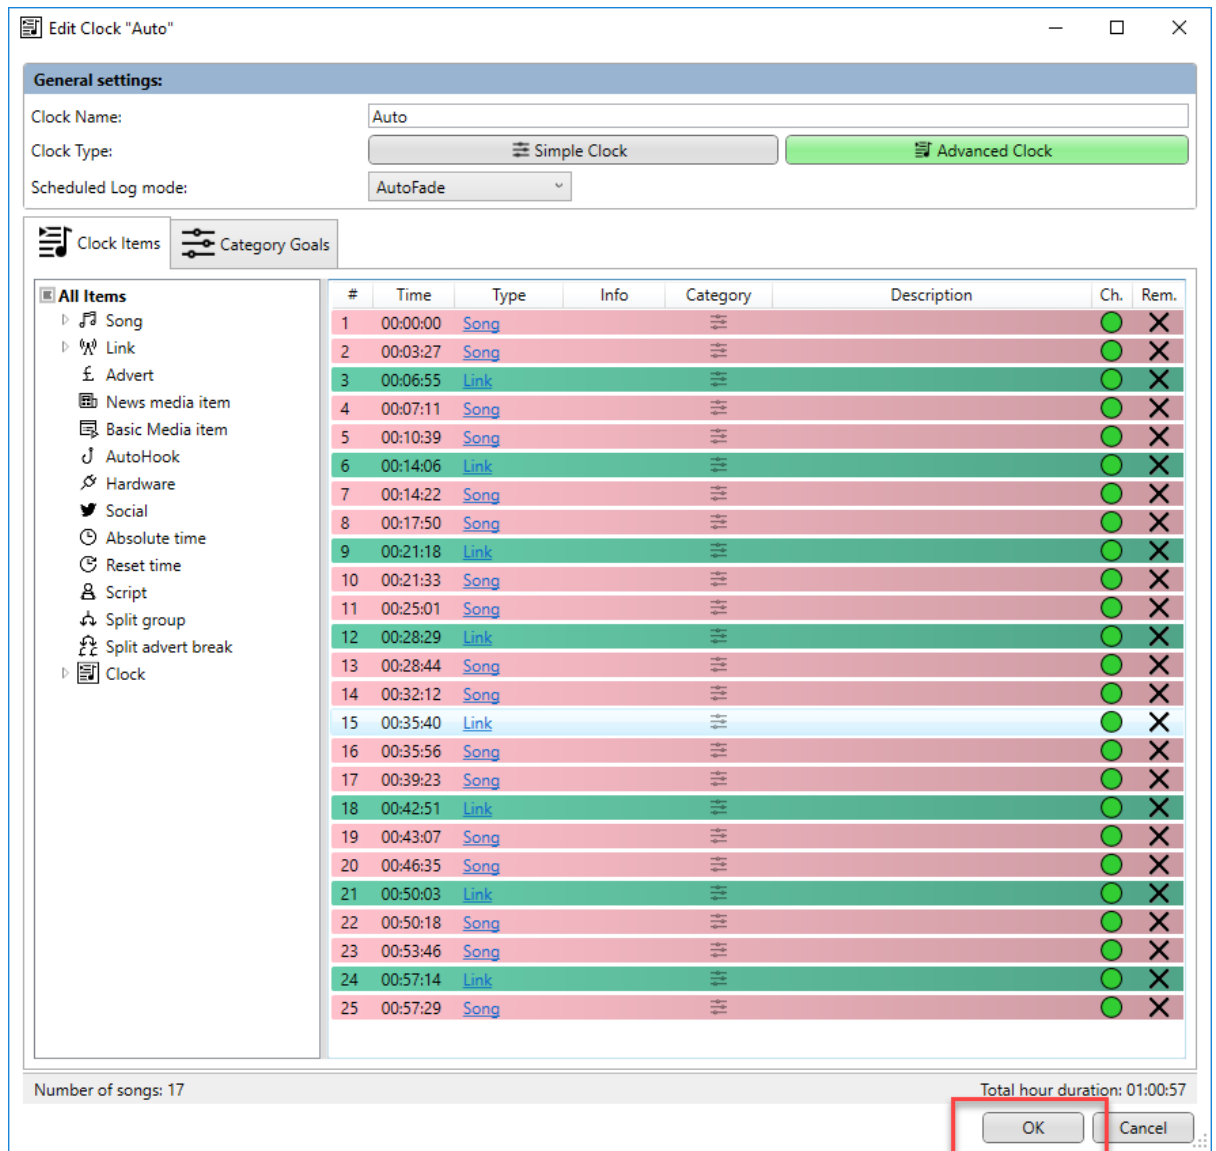 Edit Clock "Auto"
General settings:
Clock Name: Auto
Clock Type: Simple Clock Advanced Clock
Scheduled Log mode: AutoFade
Clock Items Category Goals
All Items
Song
Link
Advert
News media item
Basic Media item
AutoHook
Hardware
Social
Absolute time
Reset time
Script
Split group
Split advert break
Clock
# Time Type Info Category Description Ch. Rem.
1 00:00:00 Song
2 00:03:27 Song
3 00:06:55 Link
4 00:07:11 Song
5 00:10:39 Song
6 00:14:06 Link
7 00:14:22 Song
8 00:17:50 Song
9 00:21:18 Link
10 00:21:33 Song
11 00:25:01 Song
12 00:28:29 Link
13 00:28:44 Song
14 00:32:12 Song
15 00:35:40 Link
16 00:35:56 Song
17 00:39:23 Song
18 00:42:51 Link
19 00:43:07 Song
20 00:46:35 Song
21 00:50:03 Link
22 00:50:18 Song
23 00:53:46 Song
24 00:57:14 Link
25 00:57:29 Song
Number of songs: 17 Total hour duration: 01:00:57
OK Cancel